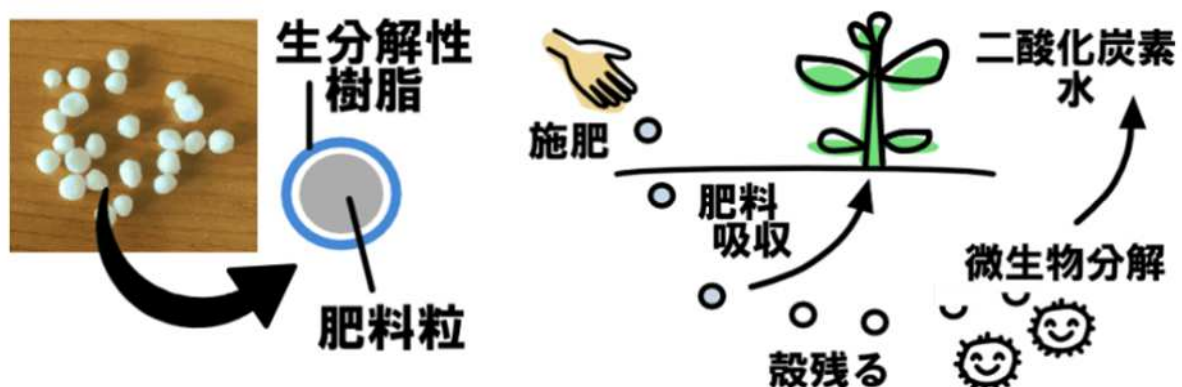 生分解性
樹脂
肥料粒
施肥
肥料
吸収
殻残る
微生物分解
二酸化炭素
水